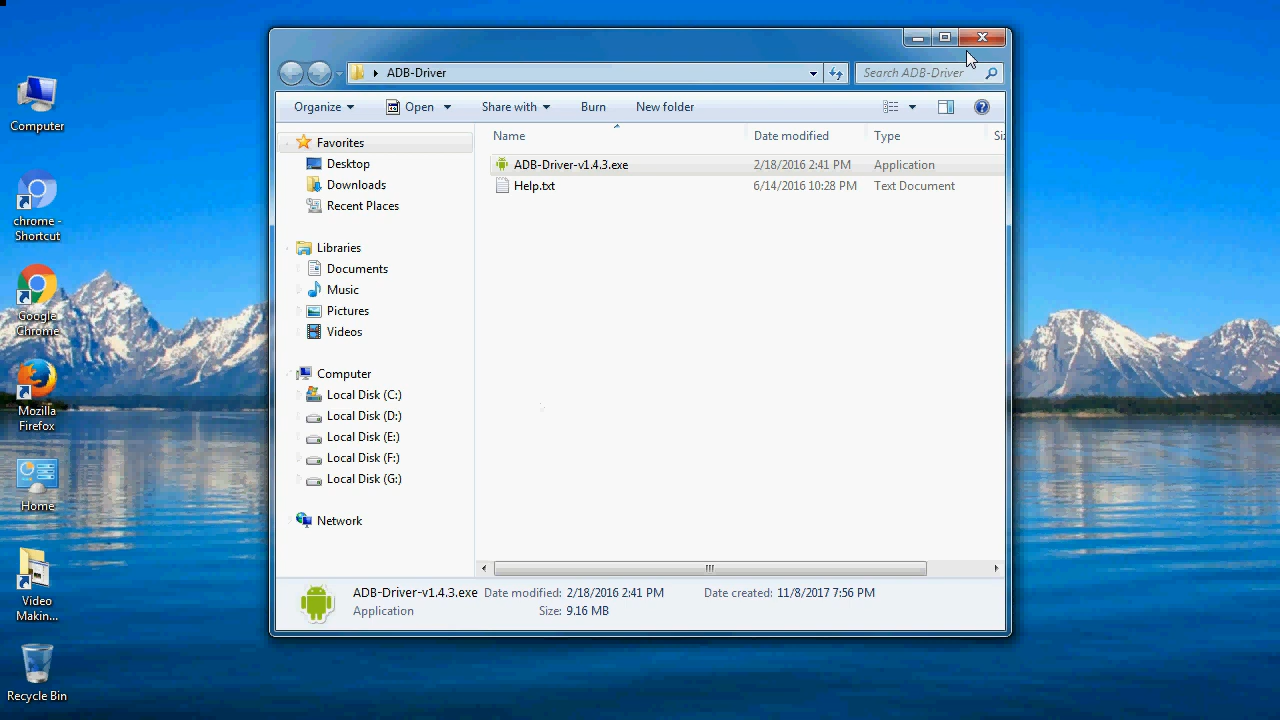 Computer
chrome -
Shortcut
Google
Chrome
Mozilla
Firefox
Home
Video
Makin...
Recycle Bin
ADB-Driver
Search ADB-Driver
Organize
Open
Share with
Burn
New folder
Favorites
Desktop
Downloads
Recent Places
Libraries
Documents
Music
Pictures
Videos
Computer
Local Disk (C:)
Local Disk (D:)
Local Disk (E:)
Local Disk (F:)
Local Disk (G:)
Network
Name Date modified Type Si
ADB-Driver-v1.4.3.exe 2/18/2016 2:41 PM Application
Help.txt 6/14/2016 10:28 PM Text Document
ADB-Driver-v1.4.3.exe Date modified: 2/18/2016 2:41 PM Date created: 11/8/2017 7:56 PM
Application Size: 9.16 MB